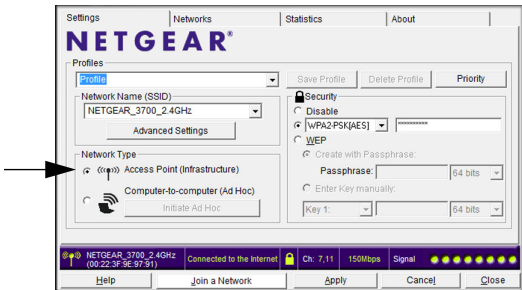 Settings Networks Statistics About
NETGEAR®
Profiles
Profile Save Profile Delete Profile Priority
Network Name (SSID)
NETGEAR_3700_2.4GHz
Advanced Settings
Security
Disable
WPA2-PSK[AES] **********
WEP
Create with Passphrase:
Passphrase: 64 bits
Enter Key manually:
Key 1: 64 bits
Network Type
Access Point (Infrastructure)
Computer-to-computer (Ad Hoc)
Initiate Ad Hoc
NETGEAR_3700_2.4GHz Connected to the Internet Ch: 7,11 150Mbps Signal
(00:22:3F:9E:97:91)
Help Join a Network Apply Cancel Close